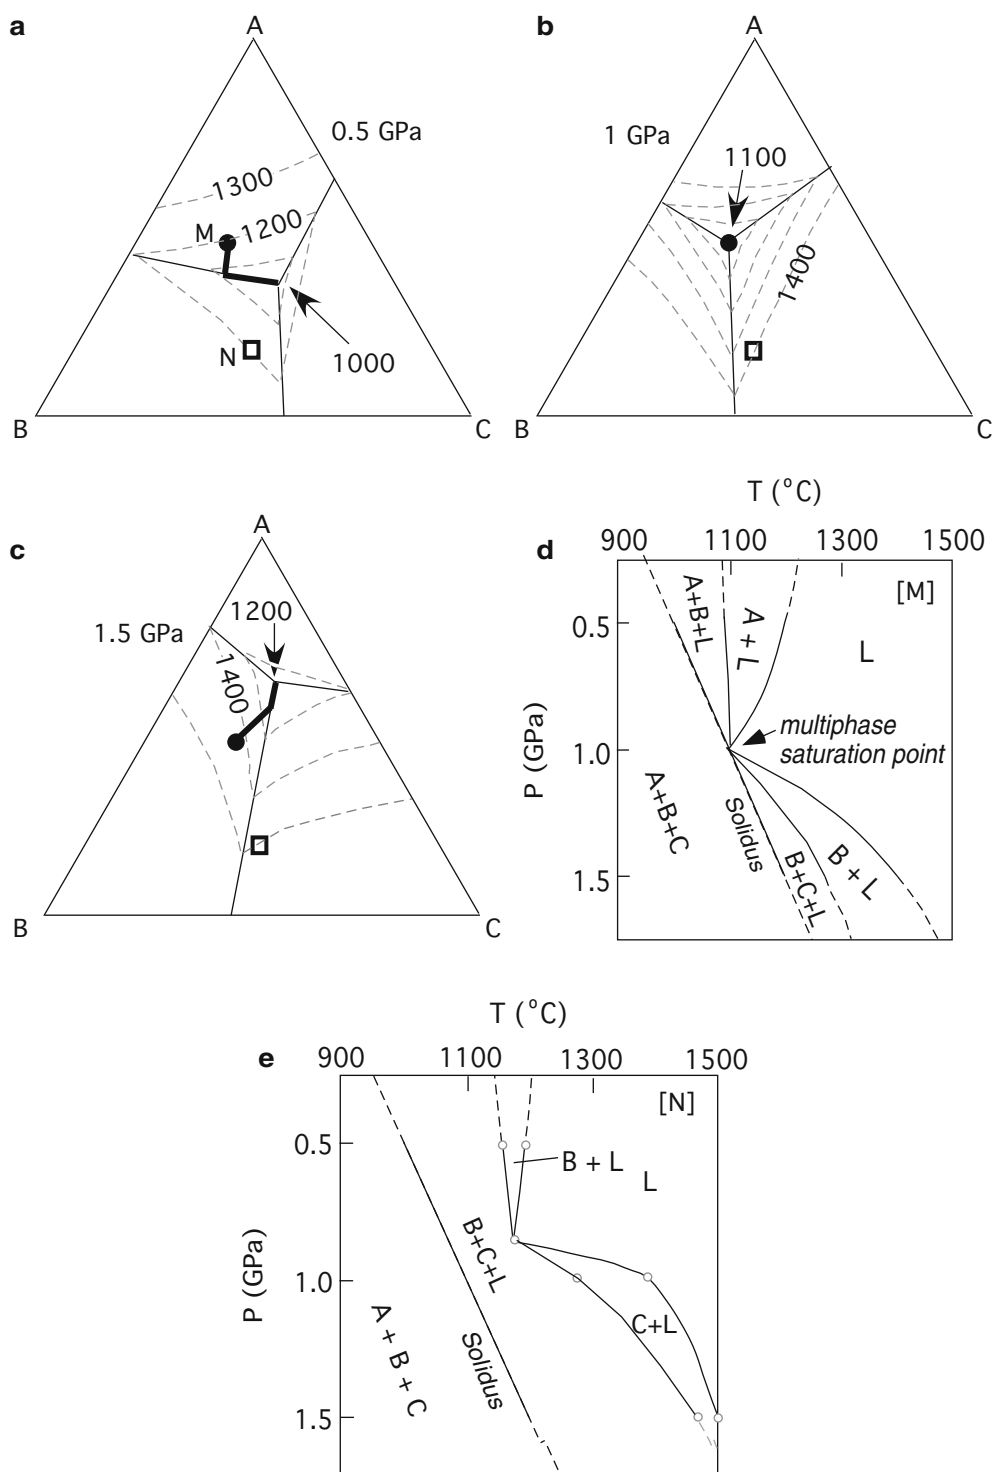 a
A
0.5 GPa
1300
M
1200
N
1000
B
C
b
A
1 GPa
1100
1400
B
C
c
A
1.5 GPa
1200
1400
B
C
d
T (°C)
900
1100
1300
1500
P (GPa)
0.5
1.0
1.5
[M]
A+B+L
A + L
L
multiphase
saturation point
A+B+C
Solidus
B+C+L
B + L
e
T (°C)
900
1100
1300
1500
P (GPa)
0.5
1.0
1.5
[N]
B + L
L
B+C+L
C+L
A + B + C
Solidus